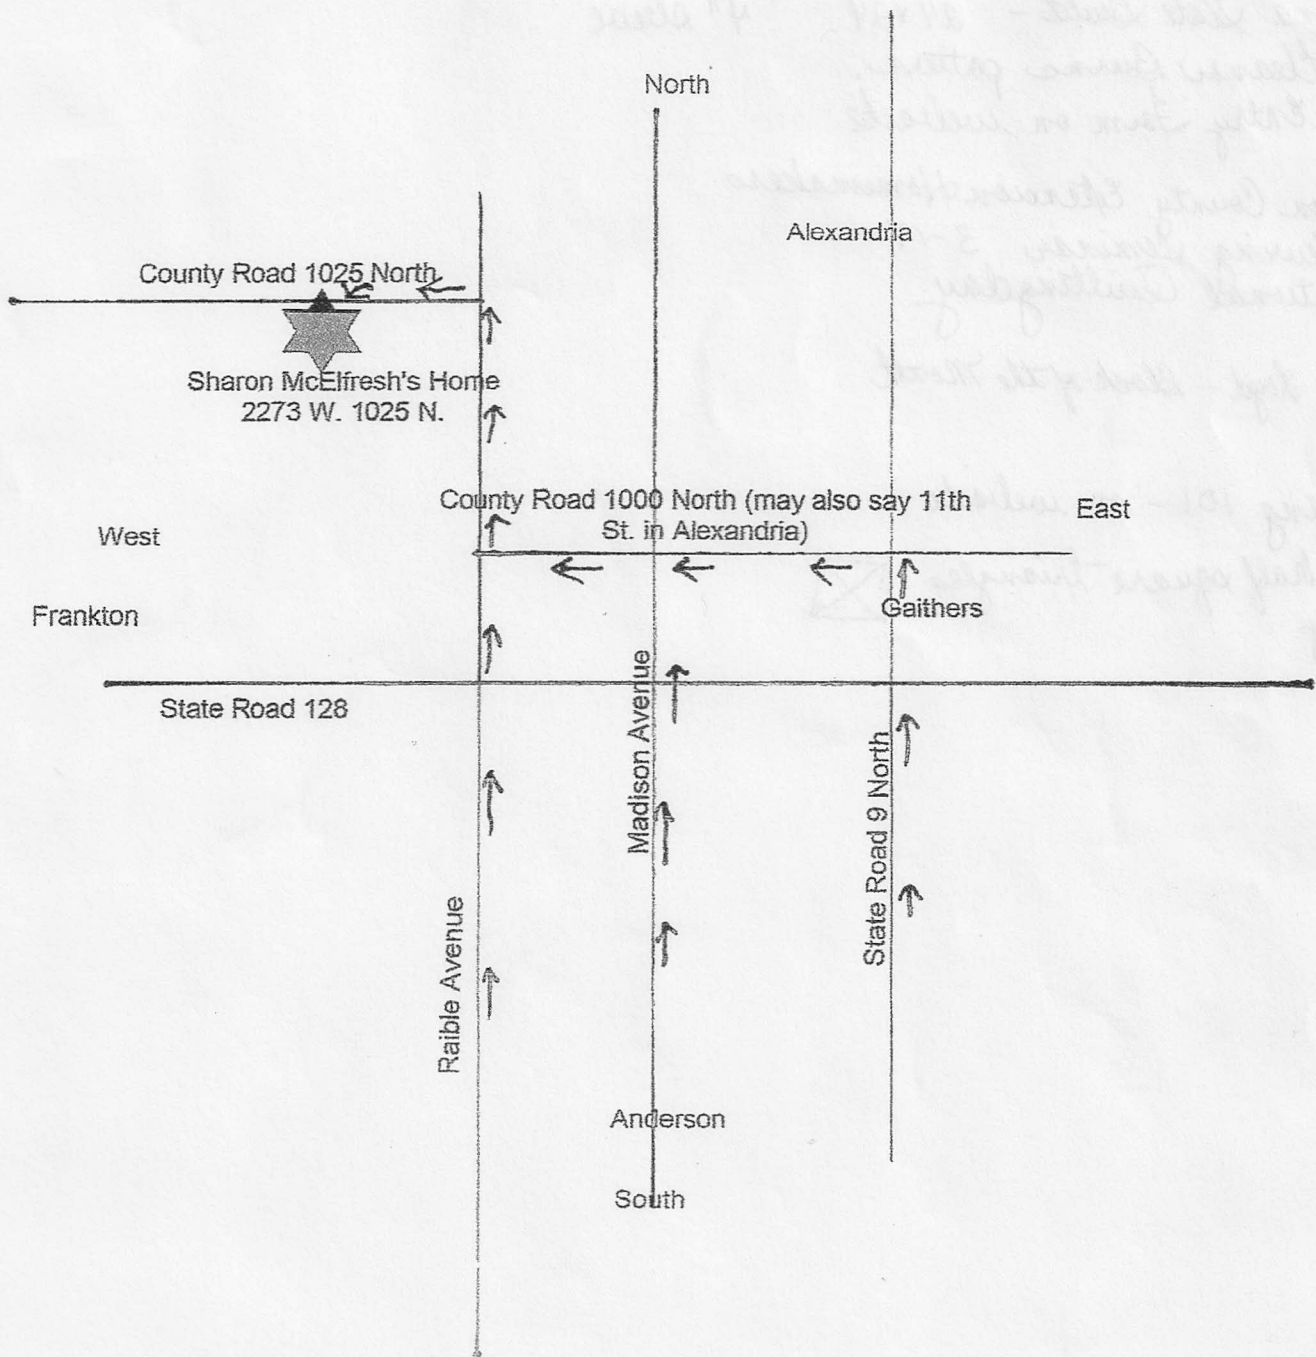 North
Alexandria
County Road 1025 North
Sharon McElfresh's Home
2273 W. 1025 N.
County Road 1000 North (may also say 11th
St. in Alexandria)
East
West
Gaithers
Frankton
State Road 128
Madison Avenue
State Road 9 North
Raible Avenue
Anderson
South